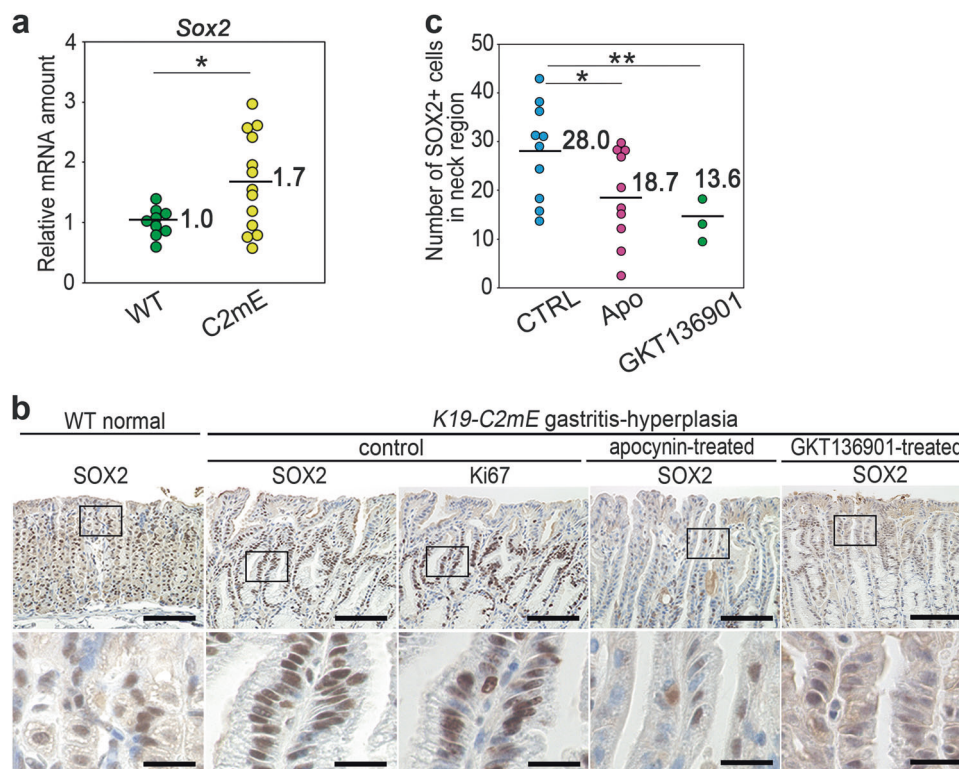 a
Sox2
Relative mRNA amount
4
3
2
1
0
*
1.0
1.7
WT
C2mE
c
Number of SOX2+ cells
in neck region
50
40
30
20
10
0
**
*
28.0
18.7
13.6
CTRL
Apo
GKT136901
b
WT normal
K19-C2mE gastritis-hyperplasia
control
apocynin-treated
GKT136901-treated
SOX2
SOX2
Ki67
SOX2
SOX2